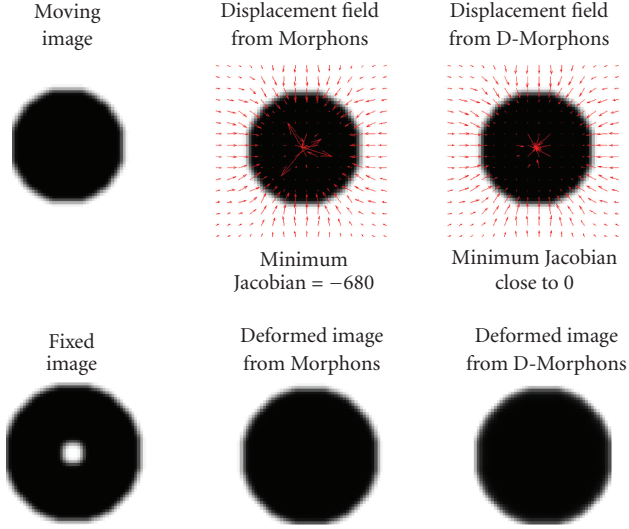 Moving
image
Displacement field
from Morphons
Displacement field
from D-Morphons
Minimum
Jacobian = −680
Minimum Jacobian
close to 0
Fixed
image
Deformed image
from Morphons
Deformed image
from D-Morphons